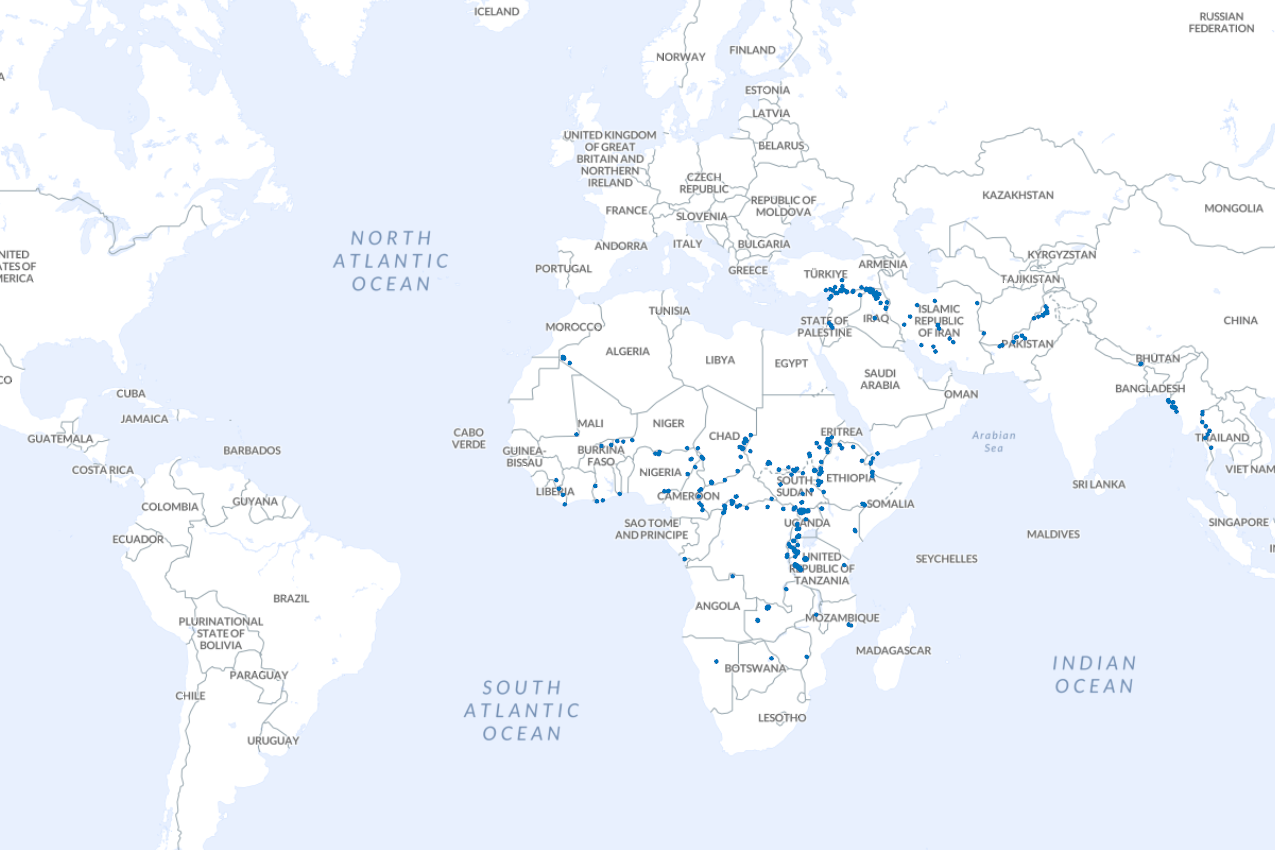 ICELAND
RUSSIAN
FEDERATION
NORWAY
FINLAND
A
ESTONIA
LATVIA
BELARUS
UNITED KINGDOM
OF GREAT
BRITAIN AND
NORTHERN
IRELAND
CZECH
REPUBLIC
KAZAKHSTAN
REPUBLIC OF
MOLDOVA
FRANCE
SLOVENIA
MONGOLIA
NORTH
ATLANTIC
OCEAN
ANDORRA
ITALY
BULGARIA
NITED
ATES OF
MERICA
KYRGYZSTAN
PORTUGAL
GREECE
TÜRKIYE
ARMENIA
TAJIKISTAN
TUNISIA
ISLAMIC
REPUBLIC
OF IRAN
MOROCCO
STATE OF
PALESTINE
IRAQ
CHINA
ALGERIA
LIBYA
EGYPT
PAKISTAN
BHUTAN
SAUDI
ARABIA
CO
CUBA
OMAN
BANGLADESH
JAMAICA
MALI
NIGER
GUATEMALA
CABO
VERDE
CHAD
ERITREA
Arabian
Sea
THAILAND
BARBADOS
GUINEA-
BISSAU
BURKINA
FASO
COSTA RICA
NIGERIA
ETHIOPIA
VIET NAM
SOUTH
SUDAN
SRI LANKA
LIBERIA
CAMEROON
GUYANA
COLOMBIA
SOMALIA
SAO TOME
AND PRINCIPE
UGANDA
SINGAPORE
ECUADOR
MALDIVES
IN
SEYCHELLES
UNITED
REPUBLIC OF
TANZANIA
BRAZIL
ANGOLA
MOZAMBIQUE
PLURINATIONAL
STATE OF
BOLIVIA
MADAGASCAR
INDIAN
OCEAN
BOTSWANA
PARAGUAY
SOUTH
ATLANTIC
OCEAN
CHILE
LESOTHO
URUGUAY